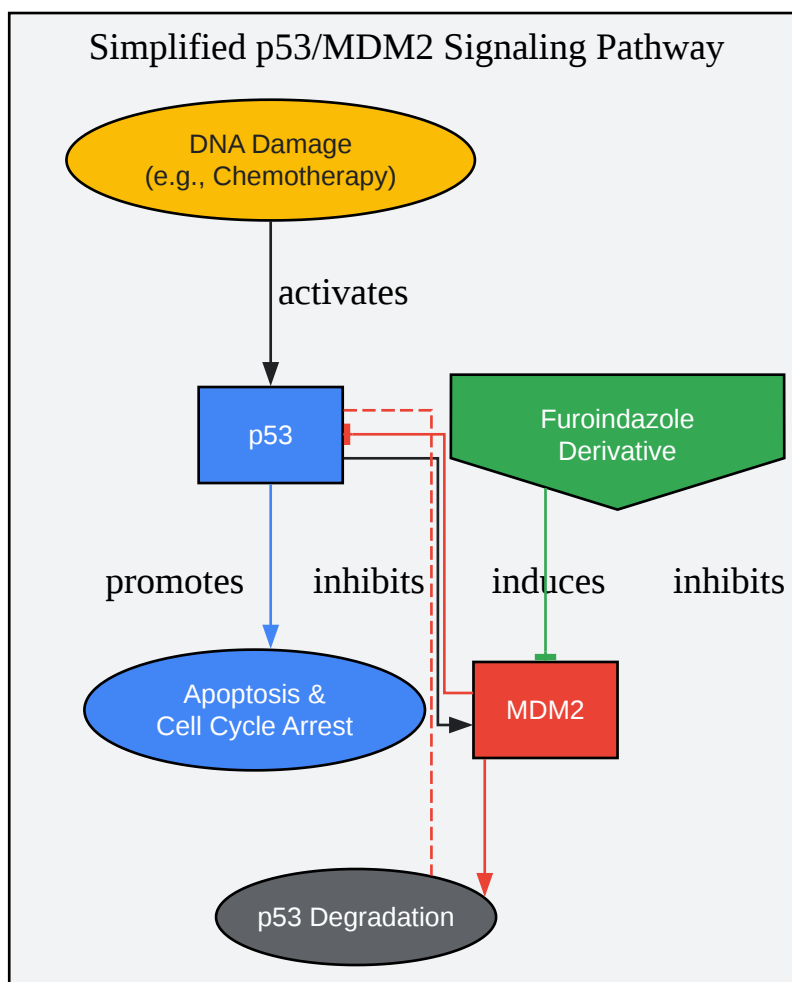 Simplified p53/MDM2 Signaling Pathway
DNA Damage
(e.g., Chemotherapy)
activates
p53
Furoindazole
Derivative
promotes
inhibits
induces
inhibits
Apoptosis &
Cell Cycle Arrest
MDM2
p53 Degradation